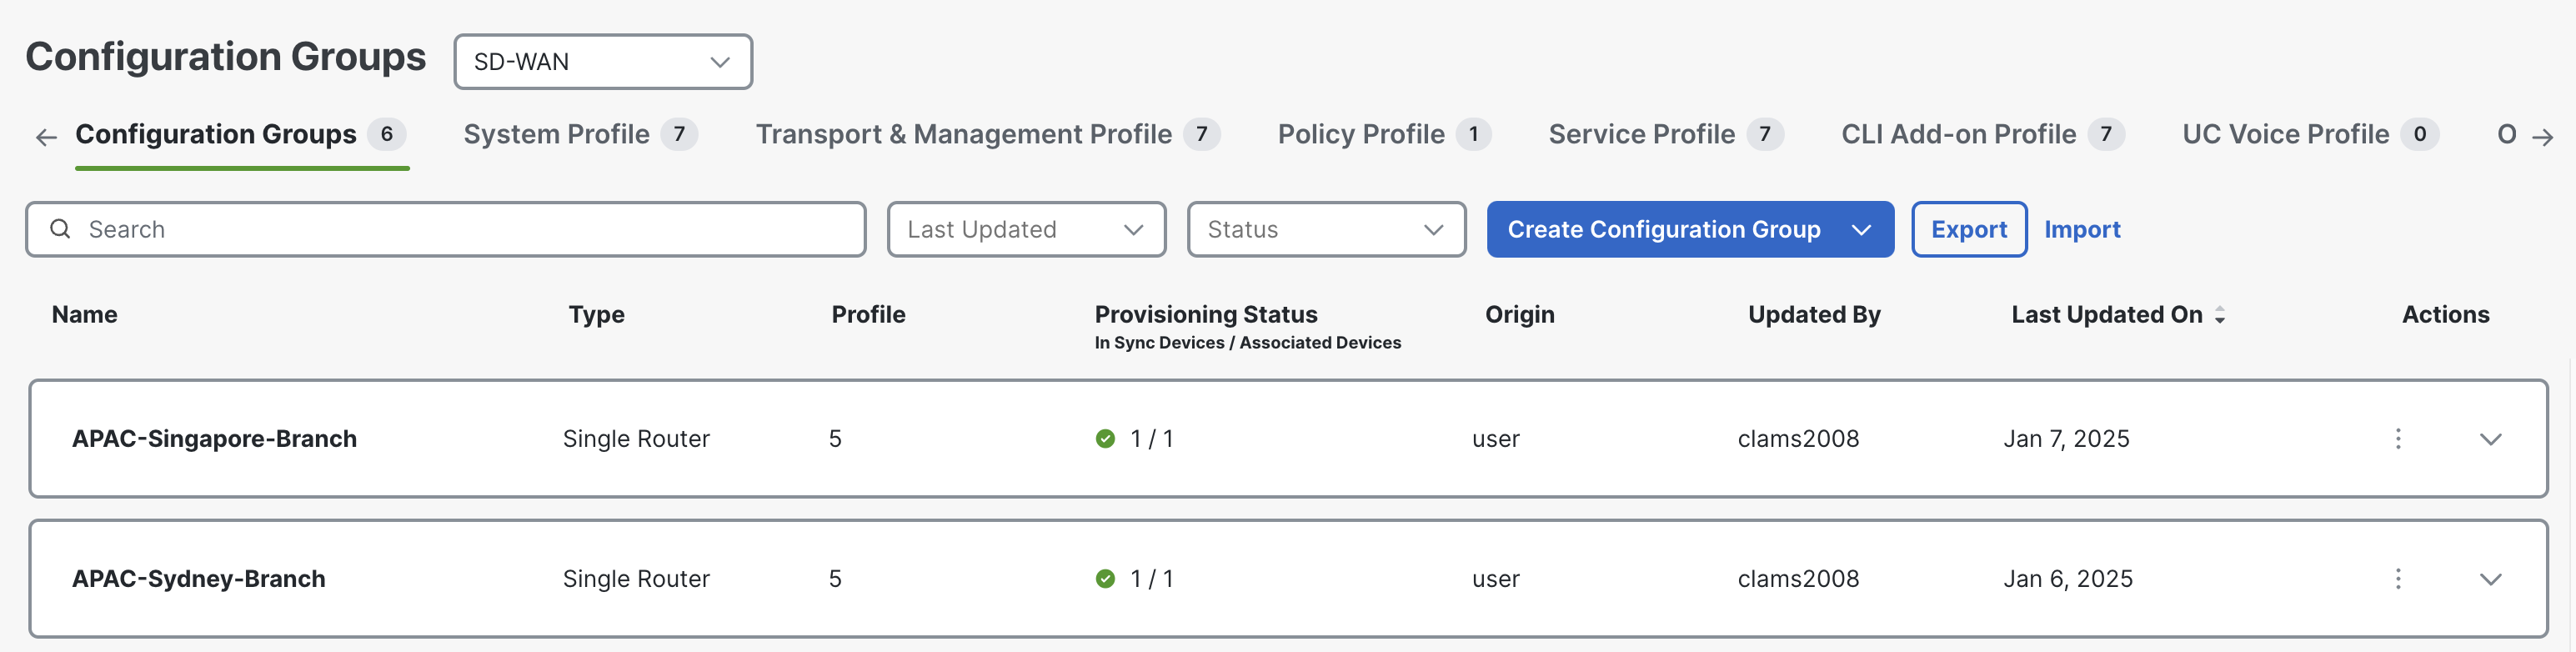 Configuration Groups SD-WAN
Configuration Groups 6 System Profile 7 Transport & Management Profile 7 Policy Profile 1 Service Profile 7 CLI Add-on Profile 7 UC Voice Profile 0 O
Search Last Updated Status Create Configuration Group Export Import
Name Type Profile Provisioning Status Origin Updated By Last Updated On Actions
In Sync Devices / Associated Devices
APAC-Singapore-Branch Single Router 5 1 / 1 user clams2008 Jan 7, 2025
APAC-Sydney-Branch Single Router 5 1 / 1 user clams2008 Jan 6, 2025